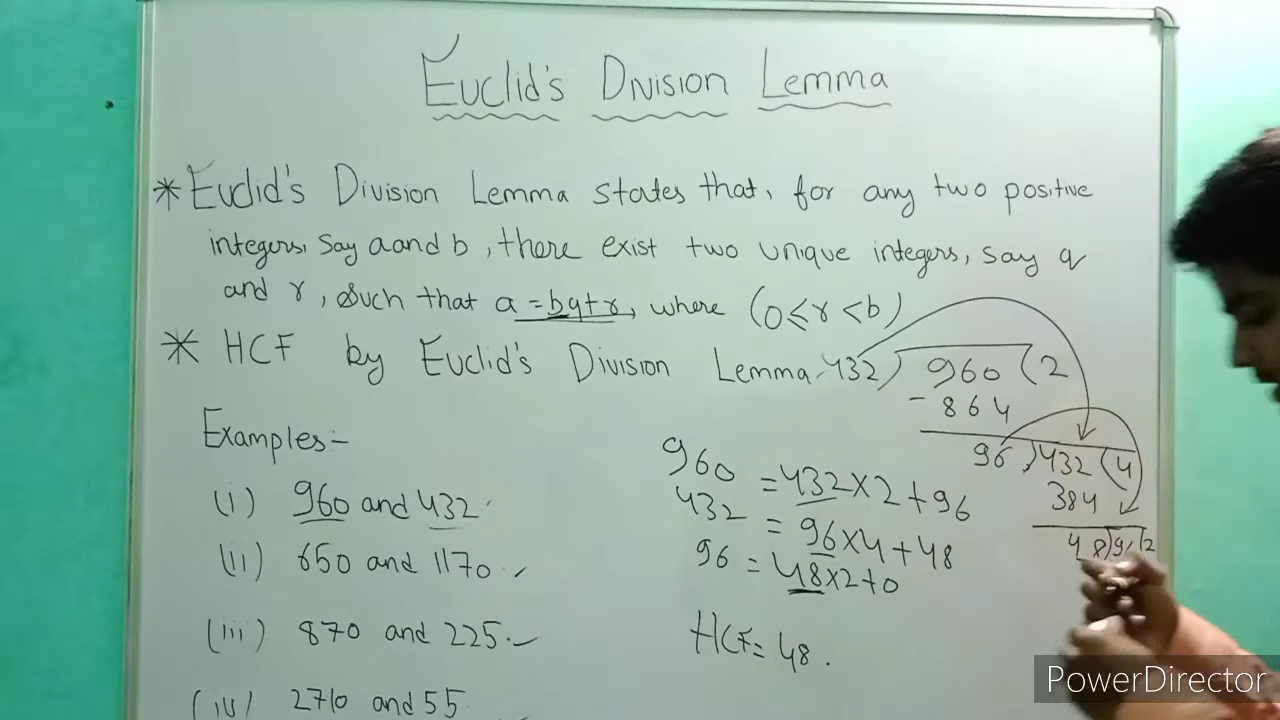 Euclid's Division Lemma
* Euclid's Division Lemma states that, for any two positive
integers, say a and b, there exist two unique integers, say q
and r, such that a = bq+r, where (0≤r<b)
* HCF by Euclid's Division Lemma
432) 960 (2
- 864
96) 432 (4
384
48) 96 (2
Examples:-
(i) 960 and 432
(ii) 650 and 1170
(iii) 870 and 225
(iv) 2710 and 55
960 = 432×2+96
432 = 96×4+48
96 = 48×2+0
HCF = 48.
PowerDirector